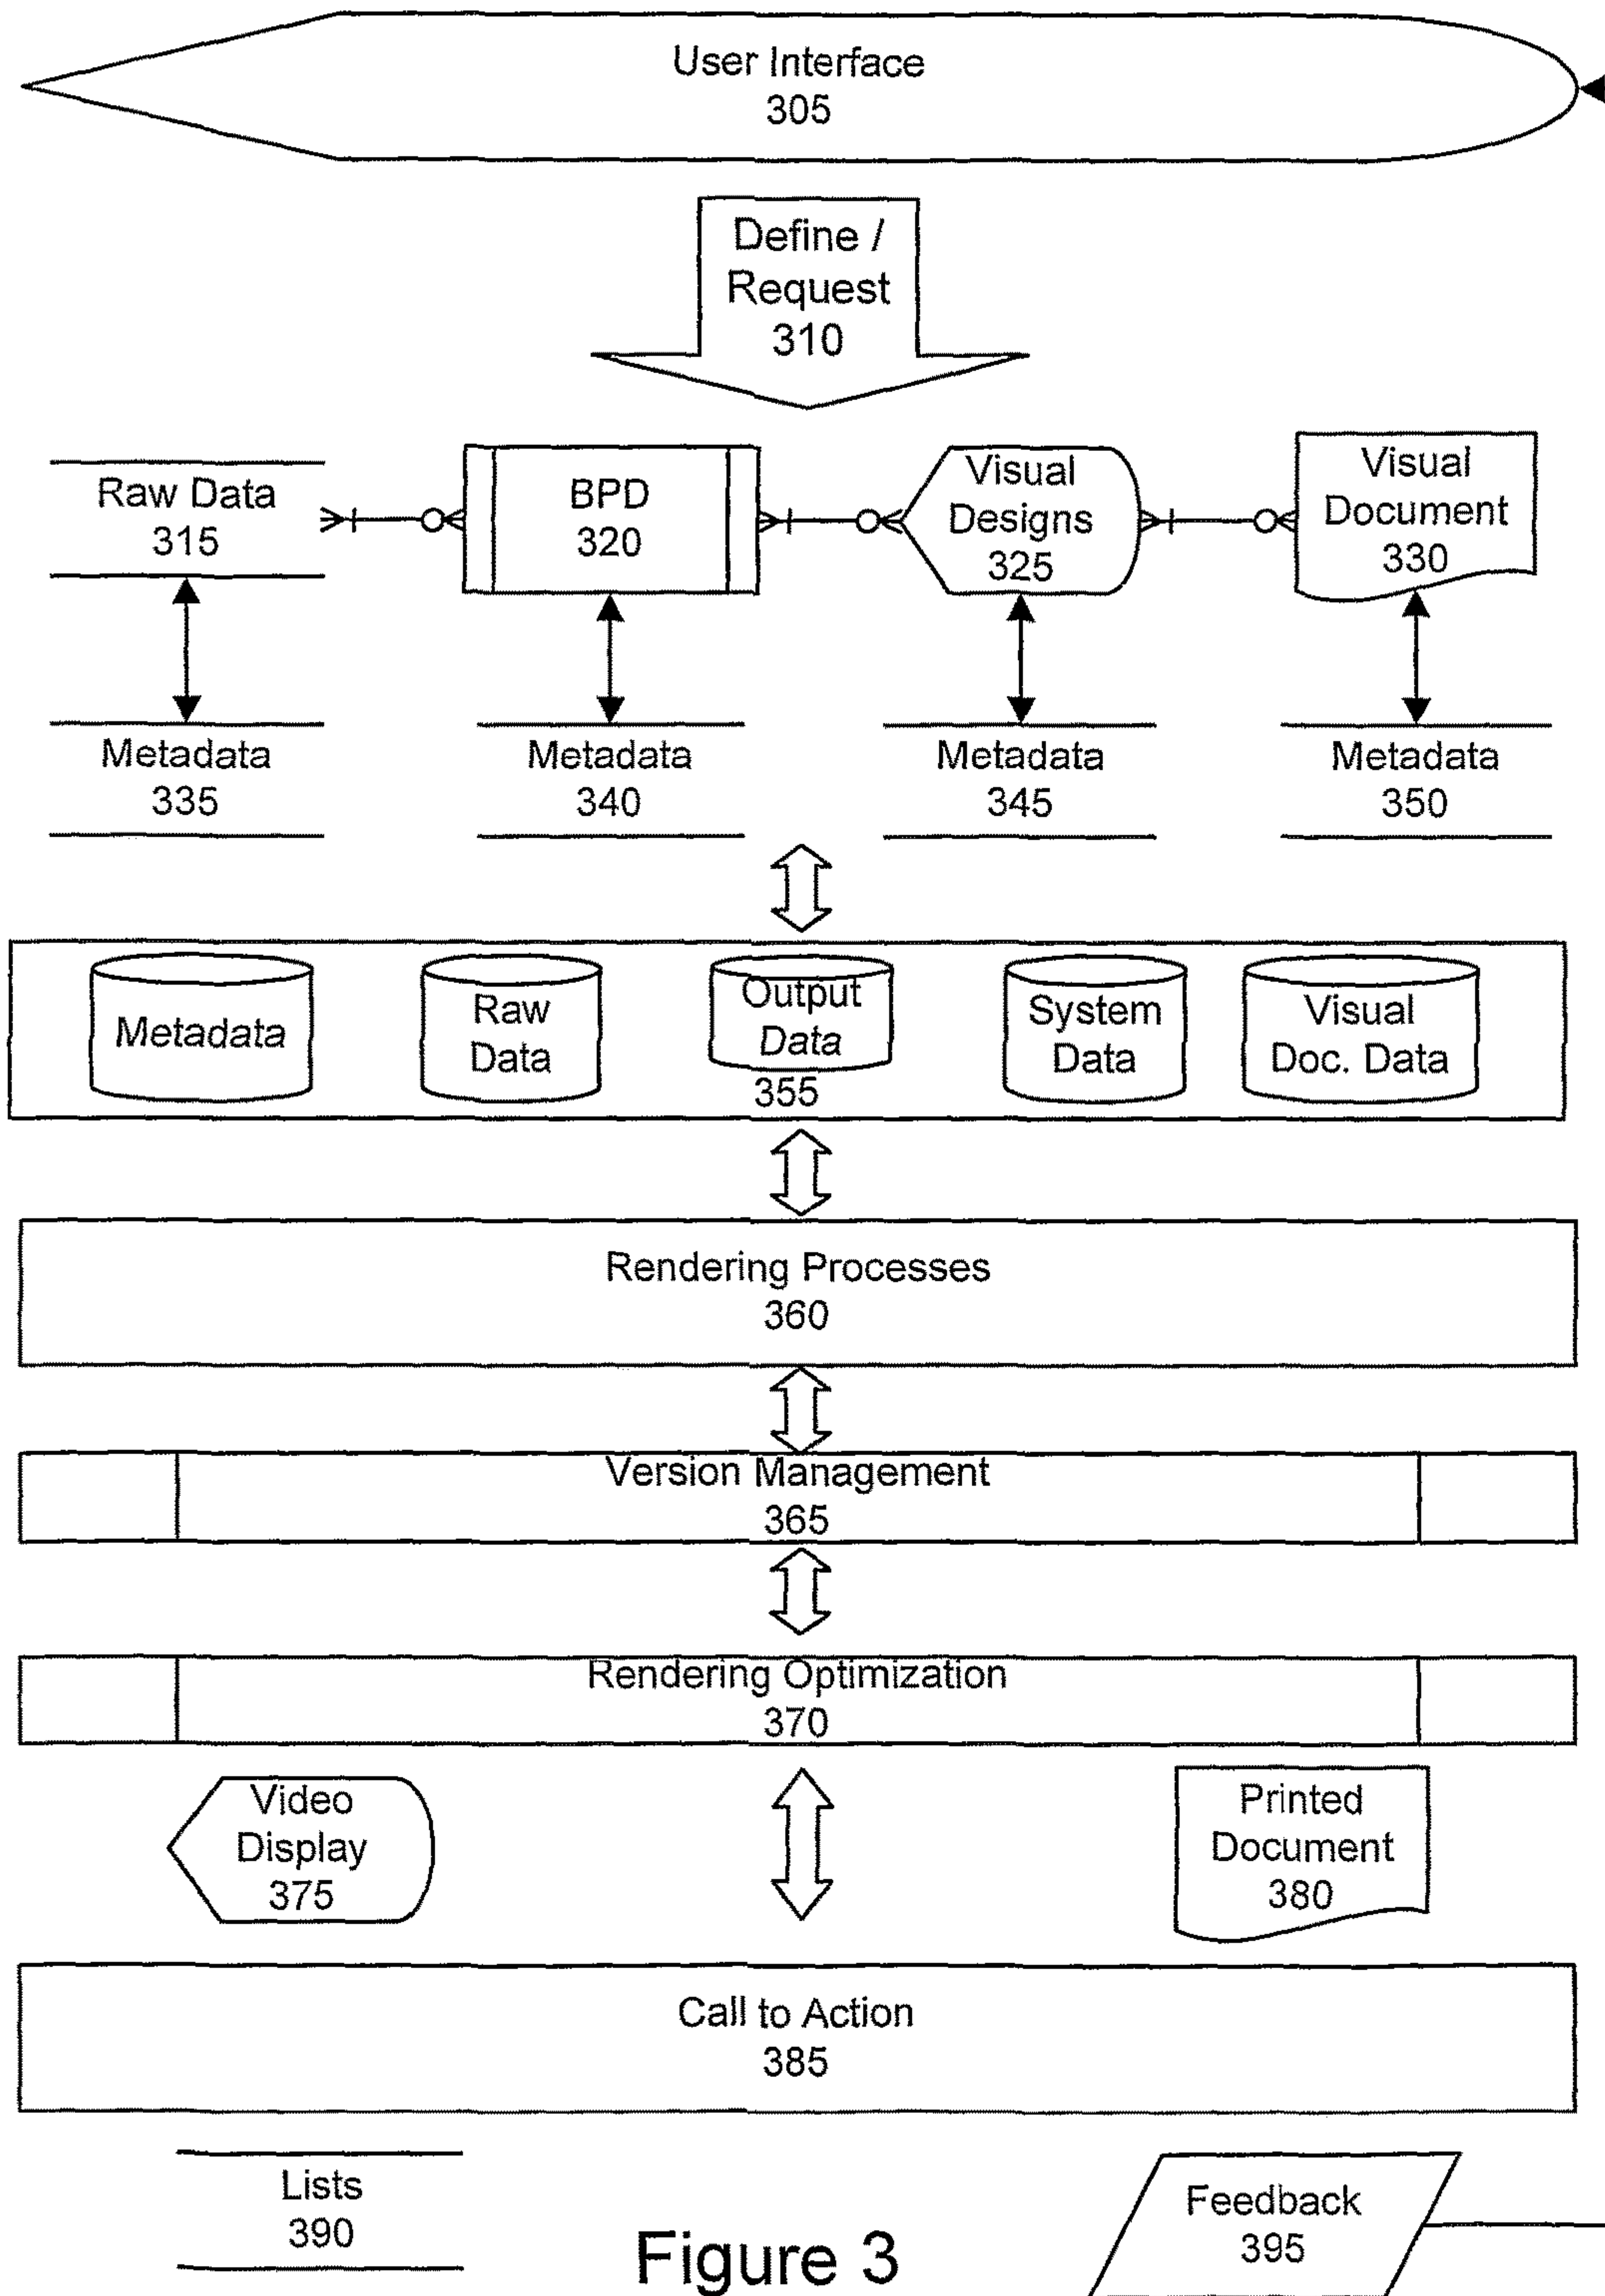 User Interface
305
Define /
Request
310
Raw Data
315
BPD
320
Visual
Designs
325
Visual
Document
330
Metadata
335
Metadata
340
Metadata
345
Metadata
350
Metadata
Raw
Data
Output
Data
355
System
Data
Visual
Doc. Data
Rendering Processes
360
Version Management
365
Rendering Optimization
370
Video
Display
375
Printed
Document
380
Call to Action
385
Lists
390
Feedback
395
Figure 3